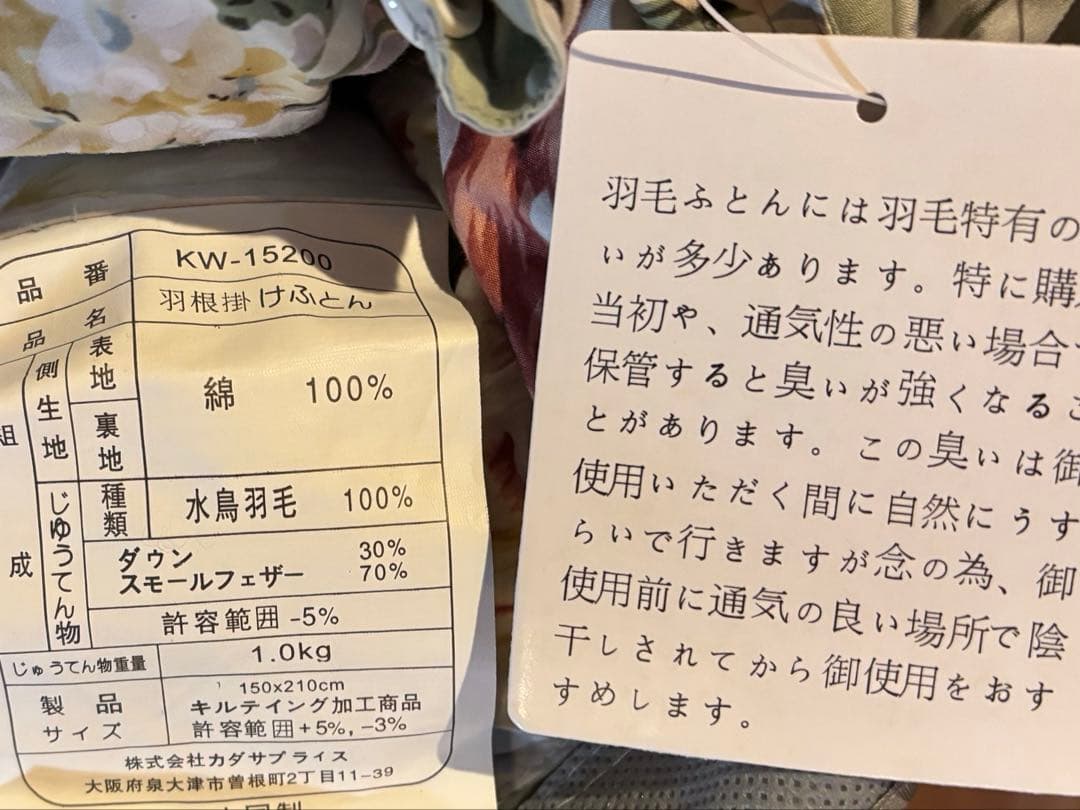 品 番 KW-15200
品 名 羽根掛けふとん
組成
側生地
表地
裏地
綿 100%
じゅうてん物
種類
水鳥羽毛 100%
ダウン 30%
スモールフェザー 70%
許容範囲 -5%
じゅうてん物重量 1.0kg
製品サイズ
150x210cm
キルテイング加工商品
許容範囲+5%, -3%
株式会社カダサプライス
大阪府泉大津市曽根町2丁目11-39
羽毛ふとんには羽毛特有の
いが多少あります。特に購
当初や、通気性の悪い場合
保管すると臭いが強くなるこ
とがあります。この臭いは御
使用いただく間に自然にうす
らいで行きますが念の為、御
使用前に通気の良い場所で陰
干しされてから御使用をおす
すめします。